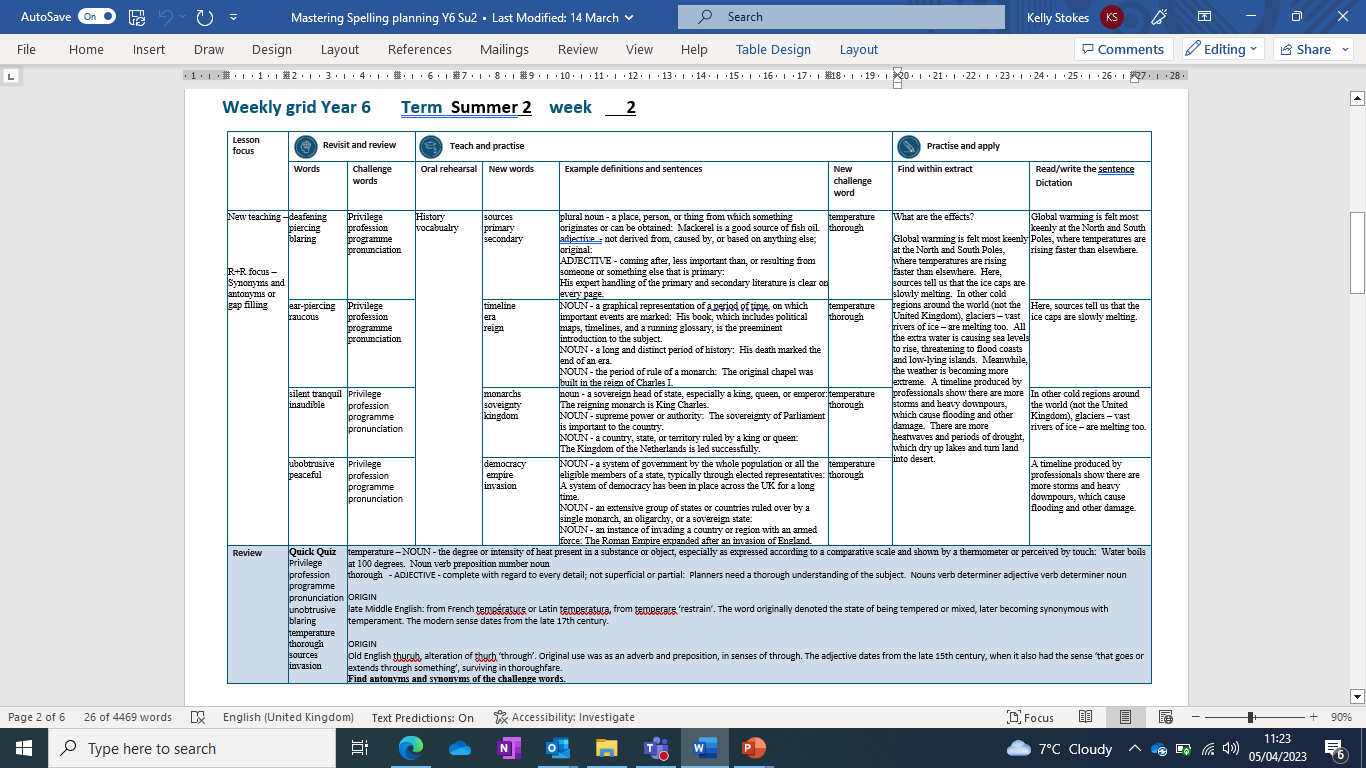 AutoSave On Mastering Spelling planning Y6 Su2 • Last Modified: 14 March Search Kelly Stokes KS
File Home Insert Draw Design Layout References Mailings Review View Help Table Design Layout Comments Editing Share
1 1 2 3 4 5 6 7 8 9 10 11 12 13 14 15 16 17 18 19 20 21 22 23 24 25 26 27 28
Weekly grid Year 6 Term Summer 2 week 2
Lesson
focus
Revisit and review
Teach and practise
Practise and apply
Words
Challenge
words
Oral rehearsal
New words
Example definitions and sentences
New
challenge
word
Find within extract
Read/write the sentence
Dictation
New teaching –
R+R focus –
Synonyms and
antonyms or
gap filling
deafening
piercing
blaring
Privilege
profession
programme
pronunciation
History
vocabualry
sources
primary
secondary
plural noun - a place, person, or thing from which something
originates or can be obtained: Mackerel is a good source of fish oil.
adjective - not derived from, caused by, or based on anything else;
original:
ADJECTIVE - coming after, less important than, or resulting from
someone or something else that is primary:
His expert handling of the primary and secondary literature is clear on
every page.
temperature
thorough
What are the effects?
Global warming is felt most keenly
at the North and South Poles,
where temperatures are rising
faster than elsewhere. Here,
sources tell us that the ice caps are
slowly melting. In other cold
regions around the world (not the
United Kingdom), glaciers – vast
rivers of ice – are melting too. All
the extra water is causing sea levels
to rise, threatening to flood coasts
and low-lying islands. Meanwhile,
the weather is becoming more
extreme. A timeline produced by
professionals show there are more
storms and heavy downpours,
which cause flooding and other
damage. There are more
heatwaves and periods of drought,
which dry up lakes and turn land
into desert.
Global warming is felt most
keenly at the North and South
Poles, where temperatures are
rising faster than elsewhere.
ear-piercing
raucous
Privilege
profession
programme
pronunciation
timeline
era
reign
NOUN - a graphical representation of a period of time, on which
important events are marked: His book, which includes political
maps, timelines, and a running glossary, is the preeminent
introduction to the subject.
NOUN - a long and distinct period of history: His death marked the
end of an era.
NOUN - the period of rule of a monarch: The original chapel was
built in the reign of Charles I.
temperature
thorough
Here, sources tell us that the
ice caps are slowly melting.
silent tranquil
inaudible
Privilege
profession
programme
pronunciation
monarchs
soveignty
kingdom
noun - a sovereign head of state, especially a king, queen, or emperor:
The reigning monarch is King Charles.
NOUN - supreme power or authority: The sovereignty of Parliament
is important to the country.
NOUN - a country, state, or territory ruled by a king or queen:
The Kingdom of the Netherlands is led successfully.
temperature
thorough
In other cold regions around
the world (not the United
Kingdom), glaciers – vast
rivers of ice – are melting too.
ubobtrusive
peaceful
Privilege
profession
programme
pronunciation
democracy
empire
invasion
NOUN - a system of government by the whole population or all the
eligible members of a state, typically through elected representatives:
A system of democracy has been in place across the UK for a long
time.
NOUN - an extensive group of states or countries ruled over by a
single monarch, an oligarchy, or a sovereign state:
NOUN - an instance of invading a country or region with an armed
force: The Roman Empire expanded after an invasion of England.
temperature
thorough
A timeline produced by
professionals show there are
more storms and heavy
downpours, which cause
flooding and other damage.
Review
Quick Quiz
Privilege
profession
programme
pronunciation
unobtrusive
blaring
temperature
thorough
sources
invasion
temperature – NOUN - the degree or intensity of heat present in a substance or object, especially as expressed according to a comparative scale and shown by a thermometer or perceived by touch: Water boils
at 100 degrees. Noun verb preposition number noun
thorough - ADJECTIVE - complete with regard to every detail; not superficial or partial: Planners need a thorough understanding of the subject. Nouns verb determiner adjective verb determiner noun
ORIGIN
late Middle English: from French température or Latin temperatura, from temperare ‘restrain’. The word originally denoted the state of being tempered or mixed, later becoming synonymous with
temperament. The modern sense dates from the late 17th century.
ORIGIN
Old English thuruh, alteration of thurh ‘through’. Original use was as an adverb and preposition, in senses of through. The adjective dates from the late 15th century, when it also had the sense ‘that goes or
extends through something’, surviving in thoroughfare.
Find antonyms and synonyms of the challenge words.
Page 2 of 6 26 of 4469 words English (United Kingdom) Text Predictions: On Accessibility: Investigate Focus 90%
Type here to search 7°C Cloudy 11:23
05/04/2023 6